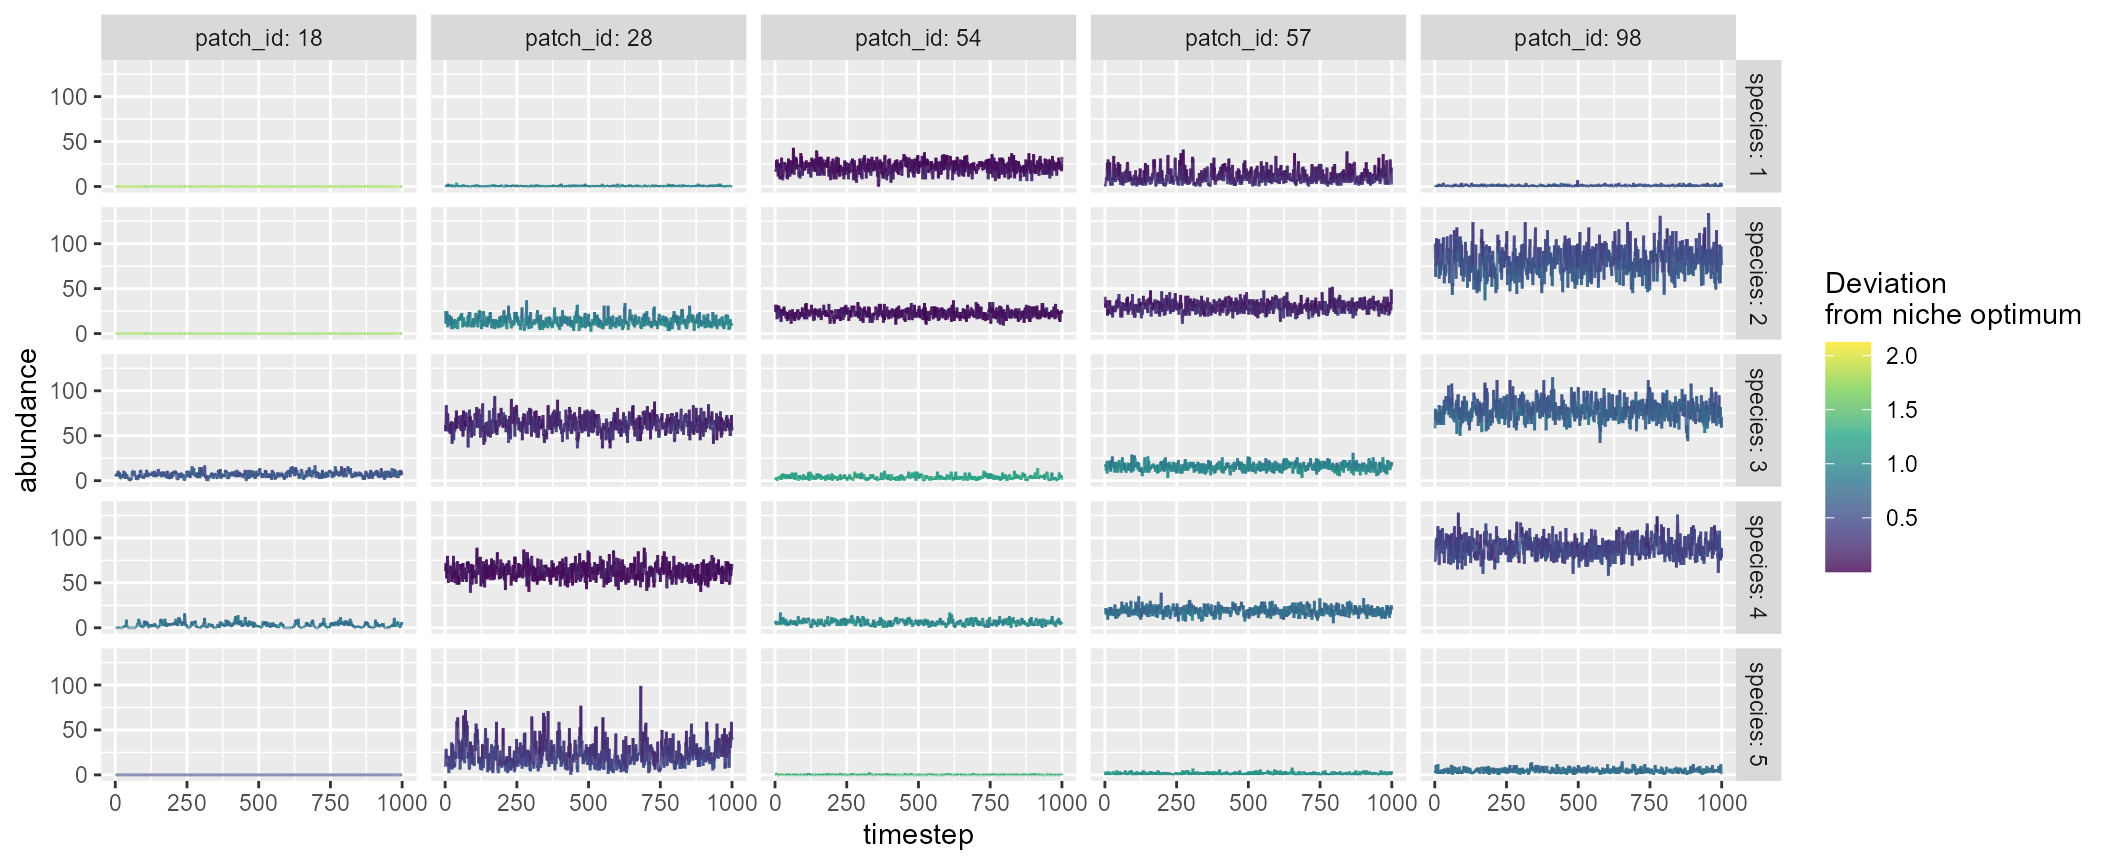 patch_id: 18 patch_id: 28 patch_id: 54 patch_id: 57 patch_id: 98
100
50
0
species: 1
100
50
0
species: 2
100
50
0
species: 3
100
50
0
species: 4
100
50
0
species: 5
abundance
0 250 500 750 1000 0 250 500 750 1000 0 250 500 750 1000 0 250 500 750 1000 0 250 500 750 1000
timestep
Deviation
from niche optimum
2.0
1.5
1.0
0.5